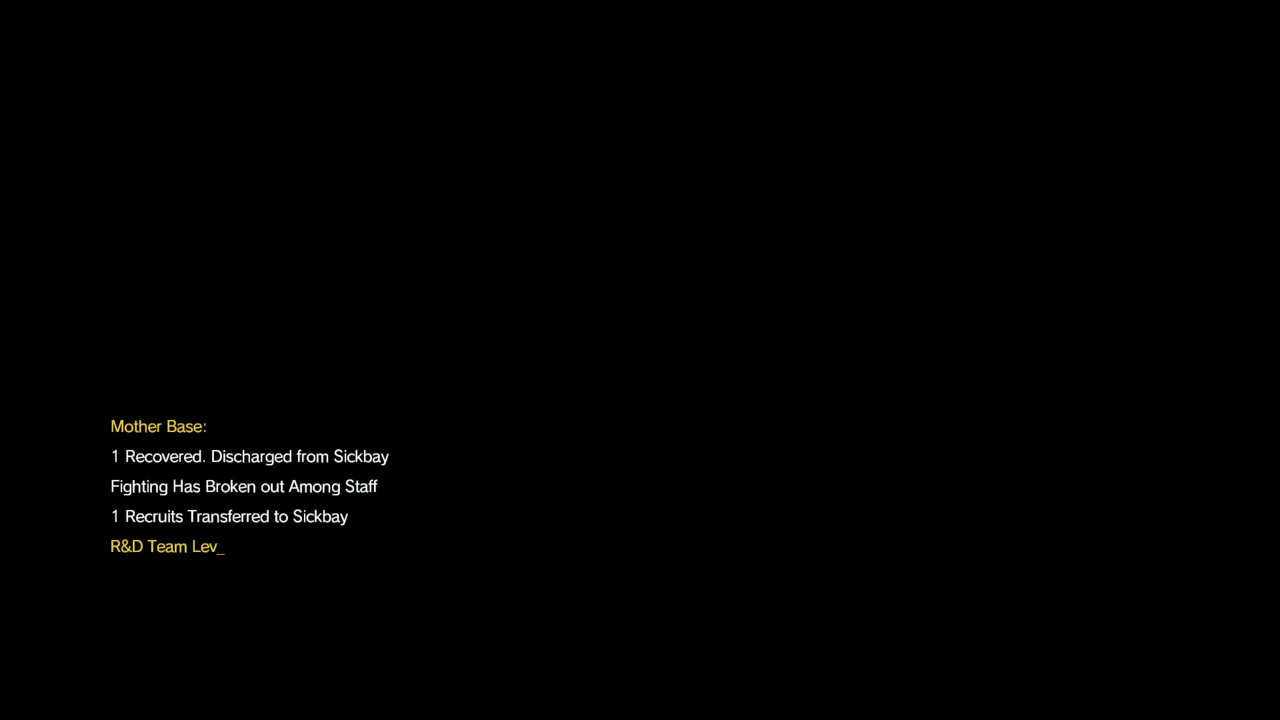 Mother Base:
1 Recovered. Discharged from Sickbay
Fighting Has Broken out Among Staff
1 Recruits Transferred to Sickbay
R&D Team Lev_